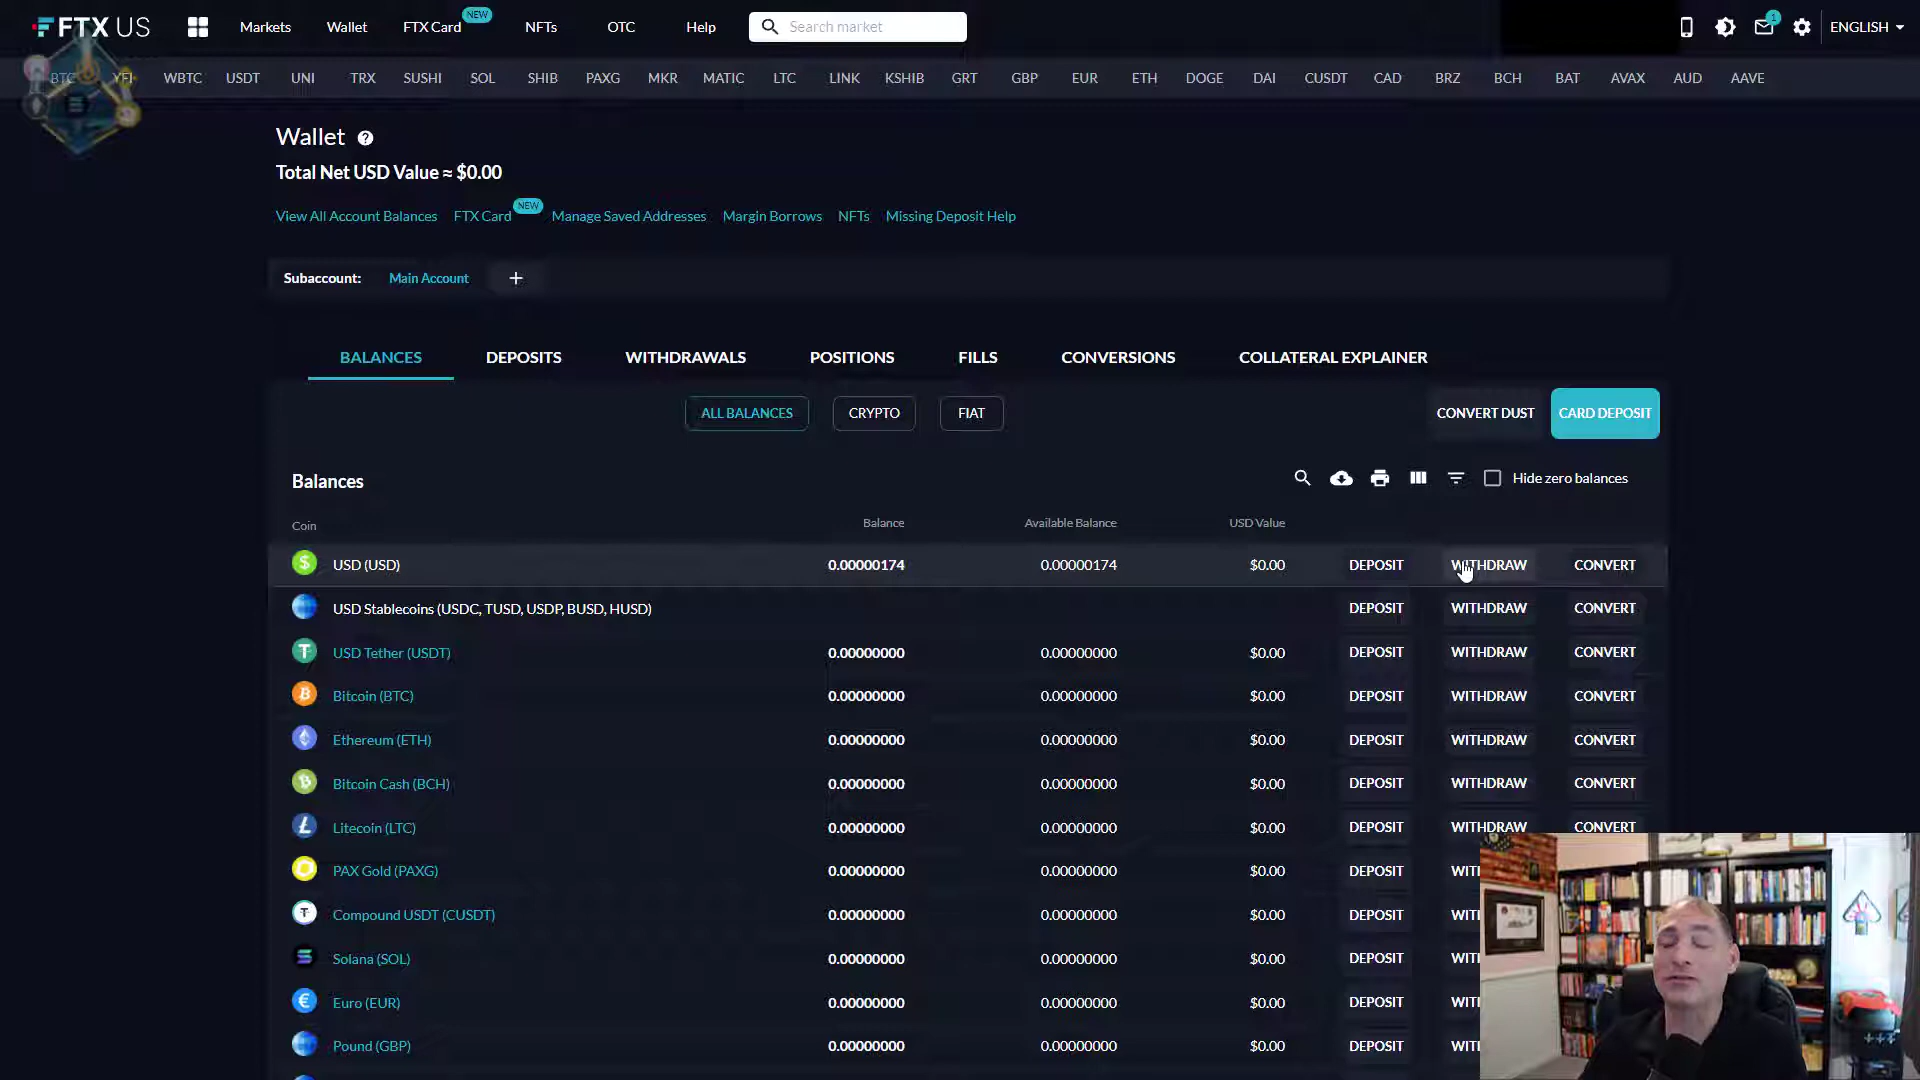 FTX US Markets Wallet FTX Card NEW NFTs OTC Help Search market 1 ENGLISH
BTC YFI WBTC USDT UNI TRX SUSHI SOL SHIB PAXG MKR MATIC LTC LINK KSHIB GRT GBP EUR ETH DOGE DAI CUSDT CAD BRZ BCH BAT AVAX AUD AAVE
Wallet ?
Total Net USD Value ≈ $0.00
View All Account Balances FTX Card NEW Manage Saved Addresses Margin Borrows NFTs Missing Deposit Help
Subaccount: Main Account +
BALANCES DEPOSITS WITHDRAWALS POSITIONS FILLS CONVERSIONS COLLATERAL EXPLAINER
ALL BALANCES CRYPTO FIAT CONVERT DUST CARD DEPOSIT
Balances Hide zero balances
Coin Balance Available Balance USD Value
USD (USD) 0.00000174 0.00000174 $0.00 DEPOSIT WITHDRAW CONVERT
USD Stablecoins (USDC, TUSD, USDP, BUSD, HUSD) DEPOSIT WITHDRAW CONVERT
USD Tether (USDT) 0.00000000 0.00000000 $0.00 DEPOSIT WITHDRAW CONVERT
Bitcoin (BTC) 0.00000000 0.00000000 $0.00 DEPOSIT WITHDRAW CONVERT
Ethereum (ETH) 0.00000000 0.00000000 $0.00 DEPOSIT WITHDRAW CONVERT
Bitcoin Cash (BCH) 0.00000000 0.00000000 $0.00 DEPOSIT WITHDRAW CONVERT
Litecoin (LTC) 0.00000000 0.00000000 $0.00 DEPOSIT WITHDRAW CONVERT
PAX Gold (PAXG) 0.00000000 0.00000000 $0.00 DEPOSIT WITH
Compound USDT (CUSDT) 0.00000000 0.00000000 $0.00 DEPOSIT WITH
Solana (SOL) 0.00000000 0.00000000 $0.00 DEPOSIT WITH
Euro (EUR) 0.00000000 0.00000000 $0.00 DEPOSIT WITH
Pound (GBP) 0.00000000 0.00000000 $0.00 DEPOSIT WITH